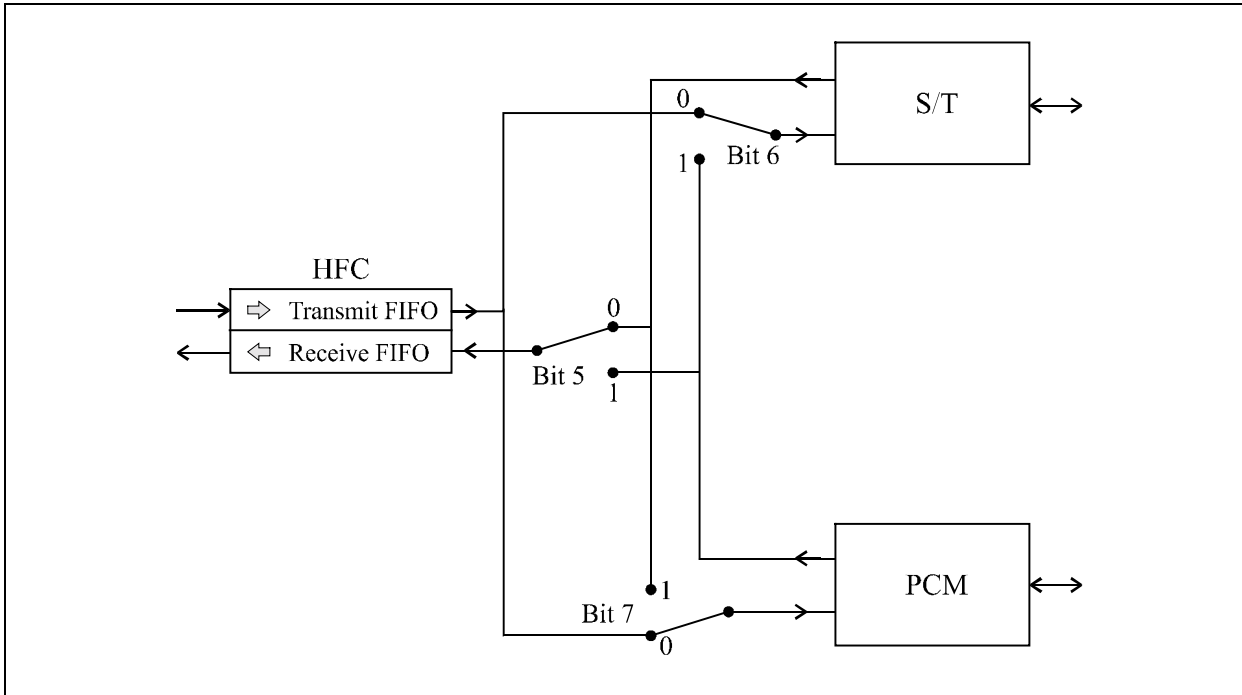 S/T
0
Bit 6
1
HFC
Transmit FIFO
0
Receive FIFO
Bit 5
1
PCM
1
Bit 7
0